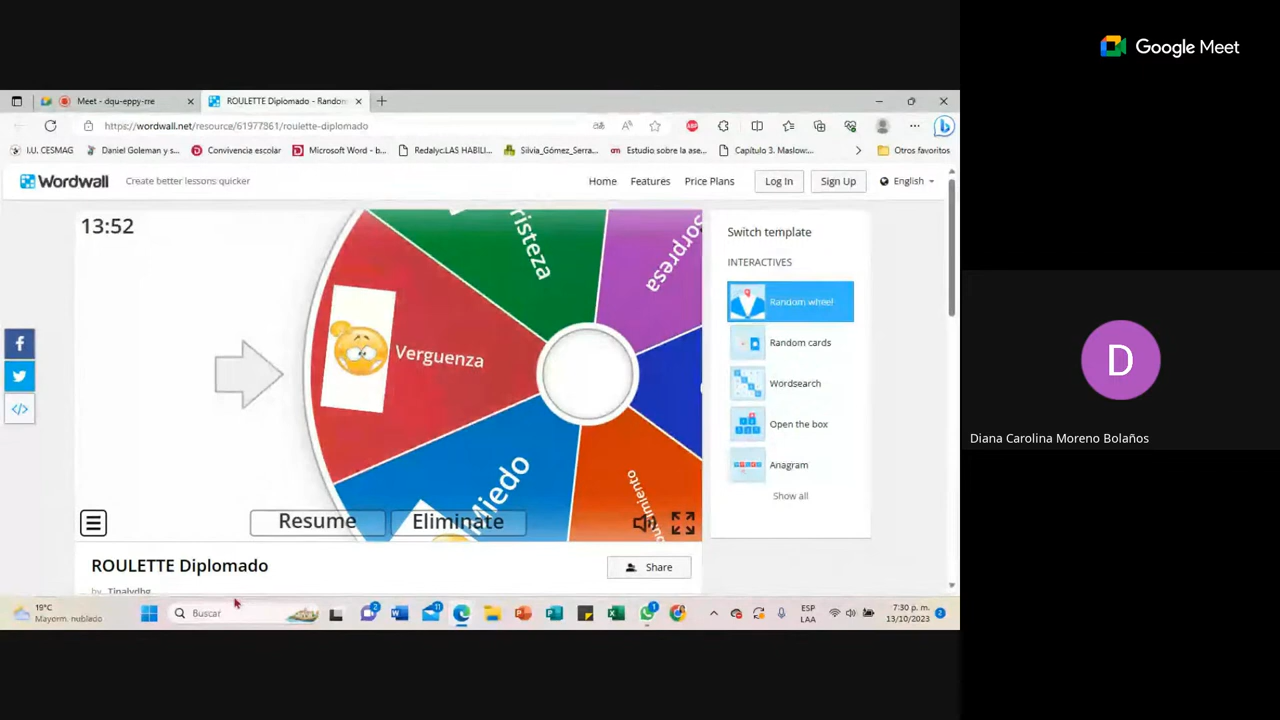 Google Meet
Meet - dqu-eppy-rre
ROULETTE Diplomado - Random
https://wordwall.net/resource/61977861/roulette-diplomado
I.U. CESMAG
Daniel Goleman y s...
Convivencia escolar
Microsoft Word - b...
Redalyc.LAS HABILI...
Silvia_Gómez_Serra...
Estudio sobre la ase...
Capítulo 3. Maslow:...
Otros favoritos
Wordwall
Create better lessons quicker
Home
Features
Price Plans
Log In
Sign Up
English
13:52
risteza
Sorpresa
Verguenza
Miedo
Switch template
INTERACTIVES
Random wheel
Random cards
Wordsearch
Open the box
Anagram
Show all
Resume
Eliminate
ROULETTE Diplomado
Share
by
D
Diana Carolina Moreno Bolaños
19°C
Mayorm. nublado
Buscar
ESP
LAA
7:30 p. m.
13/10/2023